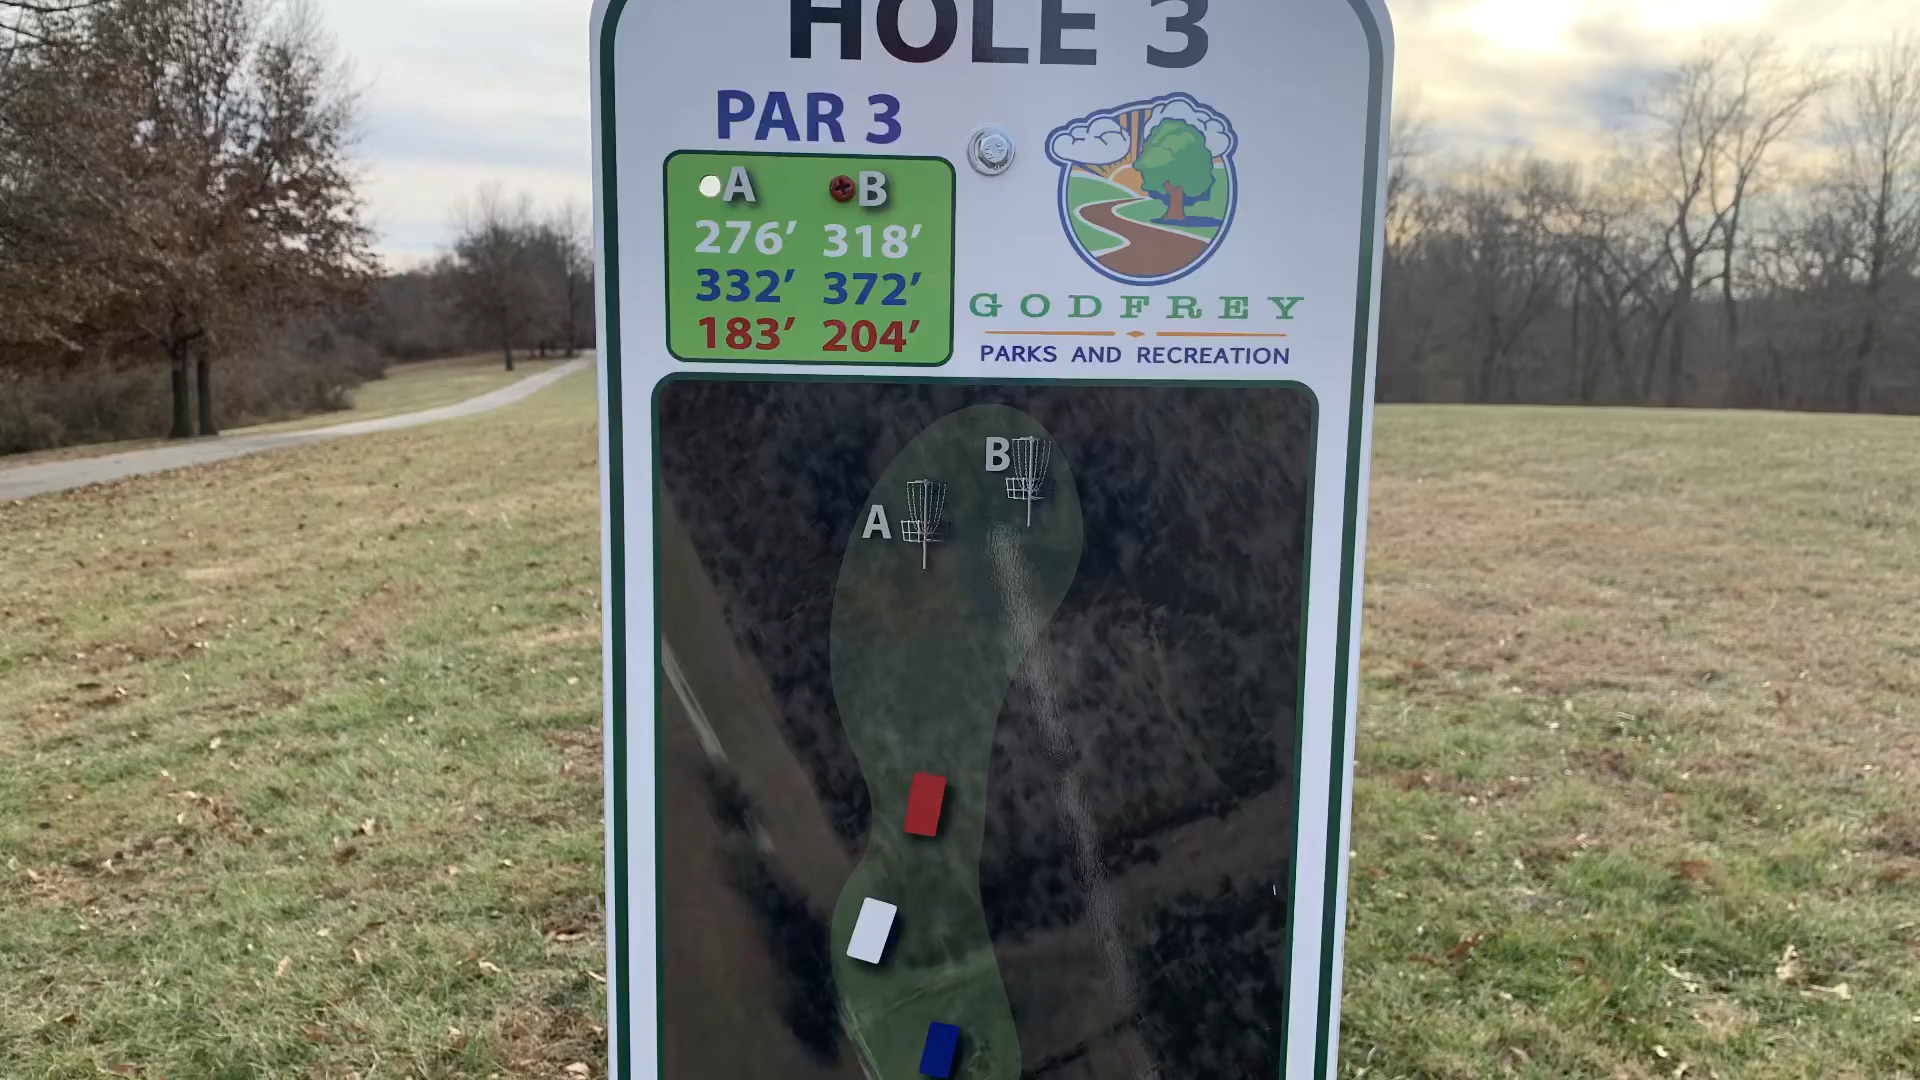 HOLE 3
PAR 3
A B
276' 318'
332' 372'
183' 204'
GODFREY
PARKS AND RECREATION
B
A